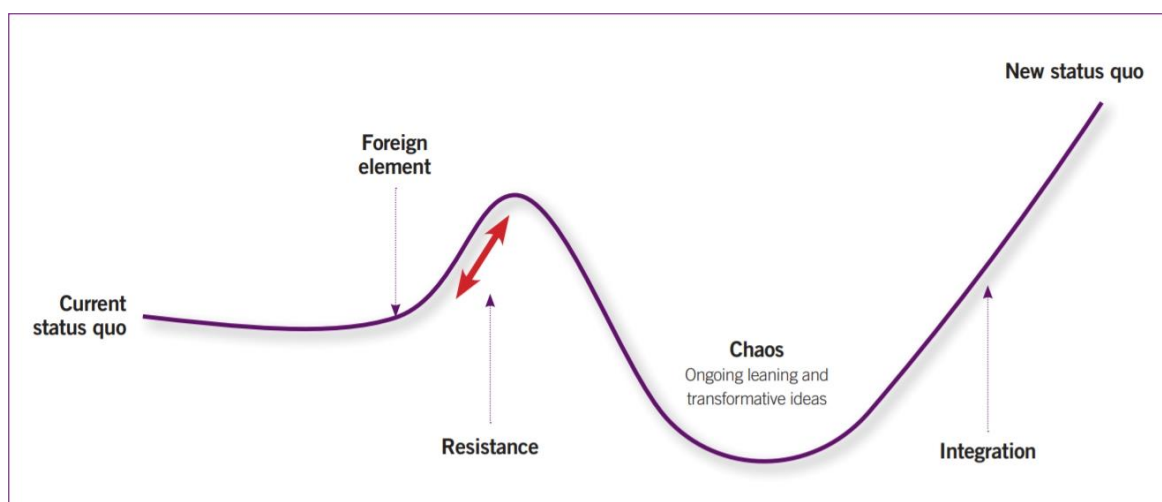 New status quo
Foreign
element
Current
status quo
Chaos
Ongoing leaning and
transformative ideas
Resistance
Integration